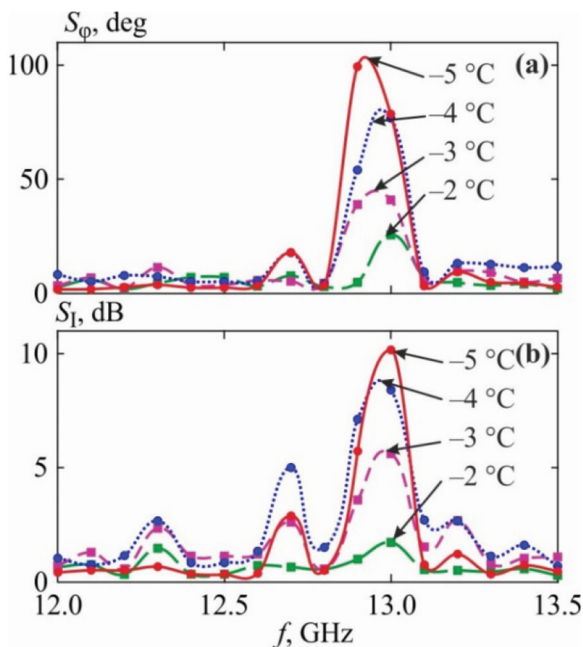 Sφ, deg
(a)
100
–5 °C
–4 °C
–3 °C
50
–2 °C
0
SI, dB
(b)
10
–5 °C
–4 °C
–3 °C
5
–2 °C
0
12.0 12.5 13.0 13.5
f, GHz